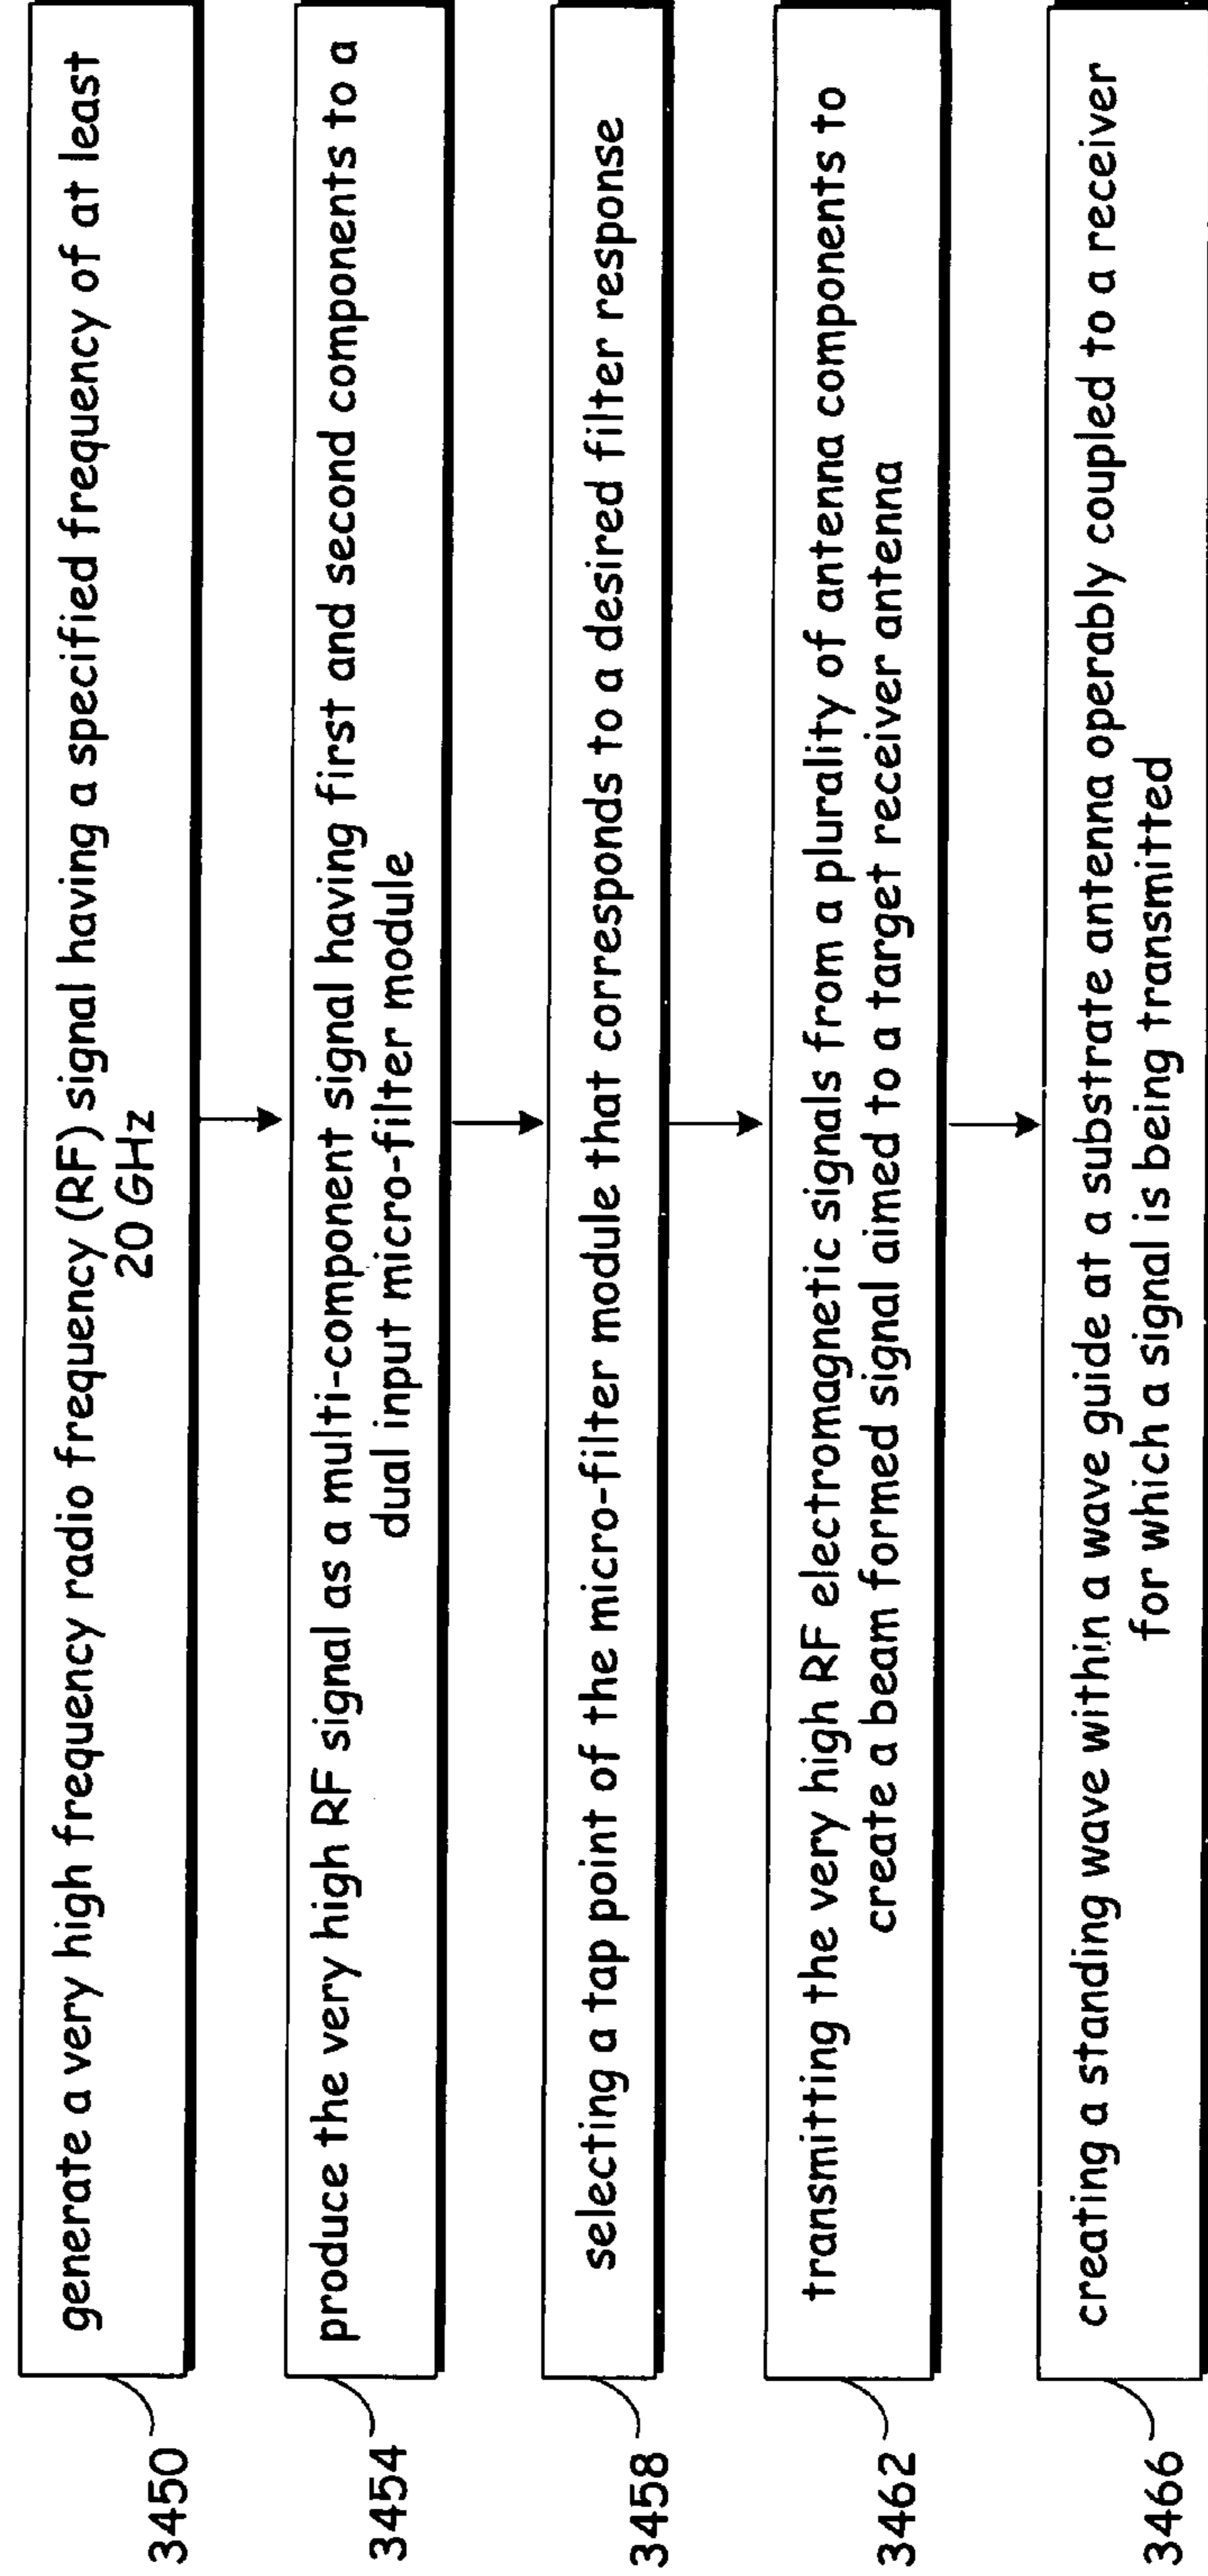 generate a very high frequency radio frequency (RF) signal having a specified frequency of at least
20 GHz
3450
produce the very high RF signal as a multi-component signal having first and second components to a
dual input micro-filter module
3454
selecting a tap point of the micro-filter module that corresponds to a desired filter response
3458
transmitting the very high RF electromagnetic signals from a plurality of antenna components to
create a beam formed signal aimed to a target receiver antenna
3462
creating a standing wave within a wave guide at a substrate antenna operably coupled to a receiver
for which a signal is being transmitted
3466